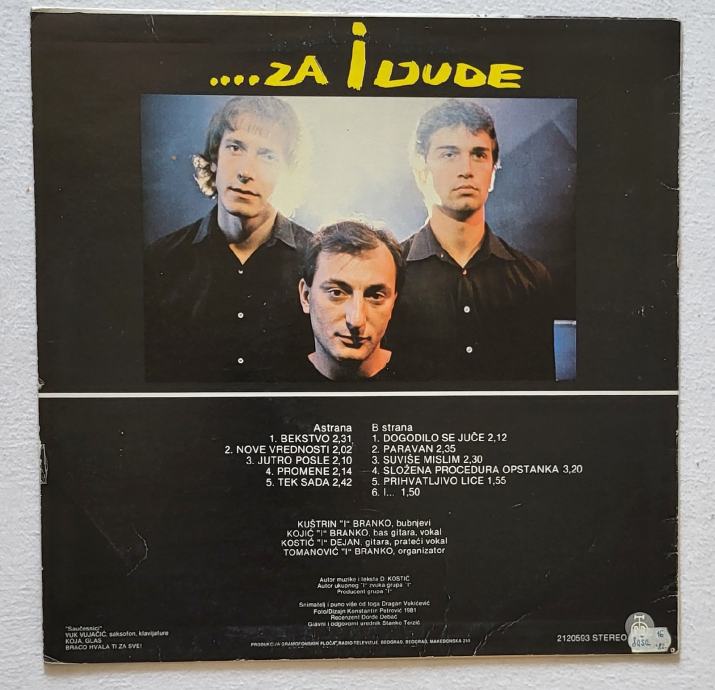 ....ZA I LJUDE
A strana
1. BEKSTVO 2,31
2. NOVE VREDNOSTI 2,02
3. JUTRO POSLE 2,10
4. PROMENE 2,14
5. TEK SADA 2,42
B strana
1. DOGODILO SE JUČE 2,12
2. PARAVAN 2,35
3. SUVIŠE MISLIM 2,30
4. SLOŽENA PROCEDURA OPSTANKA 3,20
5. PRIHVATLJIVO LICE 1,55
6. I... 1,50
KUŠTRIN "I" BRANKO, bubnjevi
KOJIĆ "I" BRANKO, bas gitara, vokal
KOSTIĆ "I" DEJAN, gitara, prateći vokal
TOMANOVIĆ "I" BRANKO, organizator
Autor muzike i teksta D. KOSTIĆ
Autor ukupnog "I" zvuka grupa "I"
Producent grupa "I"
Snimatelj i puno više od toga Dragan Vukićević
Foto/Dizajn Konstantin Petrović 1981
Recenzent Đorđe Debač
Glavni i odgovorni urednik Stanko Terzić
"Saučesnici"
VUK VUJAČIĆ, saksofon, klavijature
KOJA, GLAS
BRACO HVALA TI ZA SVE!
PRODUKCIJA GRAMOFONSKIH PLOČA, RADIO-TELEVIZIJE, BEOGRAD, BEOGRAD, MAKEDONSKA 21
2120593 STEREO